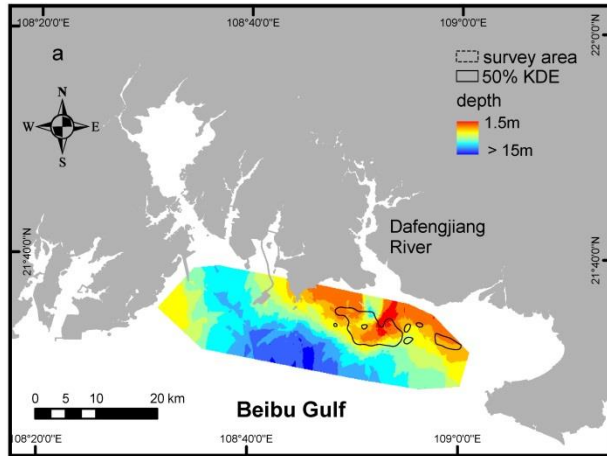 108°20'0"E
108°40'0"E
109°0'0"E
a
N
W
E
S
survey area
50% KDE
depth
1.5m
> 15m
22°0'0"N
Dafengjiang
River
21°40'0"N
21°40'0"N
0 5 10 20 km
Beibu Gulf
108°20'0"E
108°40'0"E
109°0'0"E